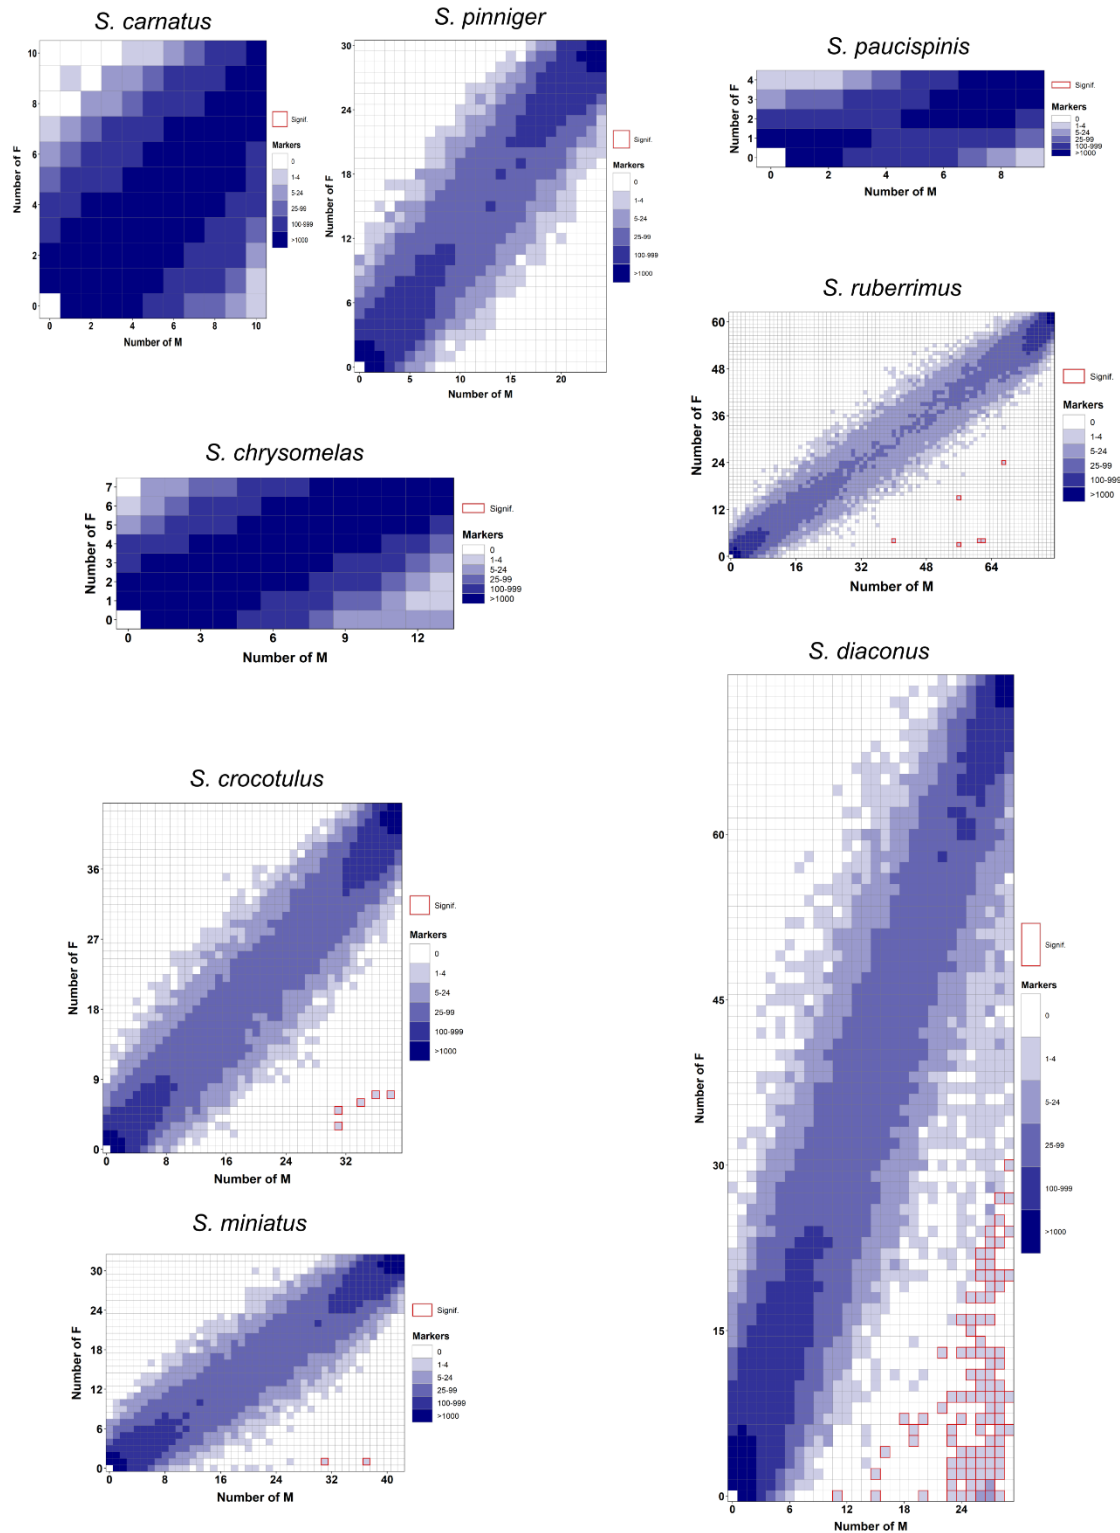 S. carnatus
10
8
6
4
2
0
0 2 4 6 8 10
Number of F
Number of M
Signif.
Markers
0
1-4
5-24
25-99
100-999
>1000
S. pinniger
30
24
18
12
6
0
0 5 10 15 20
Number of F
Number of M
Signif.
Markers
0
1-4
5-24
25-99
100-999
>1000
S. paucispinis
4
3
2
1
0
0 2 4 6 8
Number of F
Number of M
Signif.
Markers
0
1-4
5-24
25-99
100-999
>1000
S. ruberrimus
60
48
36
24
12
0
0 16 32 48 64
Number of F
Number of M
Signif.
Markers
0
1-4
5-24
25-99
100-999
>1000
S. chrysomelas
7
6
5
4
3
2
1
0
0 3 6 9 12
Number of F
Number of M
Signif.
Markers
0
1-4
5-24
25-99
100-999
>1000
S. diaconus
60
45
30
15
0
0 6 12 18 24
Number of F
Number of M
Signif.
Markers
0
1-4
5-24
25-99
100-999
>1000
S. crocotulus
36
27
18
9
0
0 8 16 24 32
Number of F
Number of M
Signif.
Markers
0
1-4
5-24
25-99
100-999
>1000
S. miniatus
30
24
18
12
6
0
0 8 16 24 32 40
Number of F
Number of M
Signif.
Markers
0
1-4
5-24
25-99
100-999
>1000